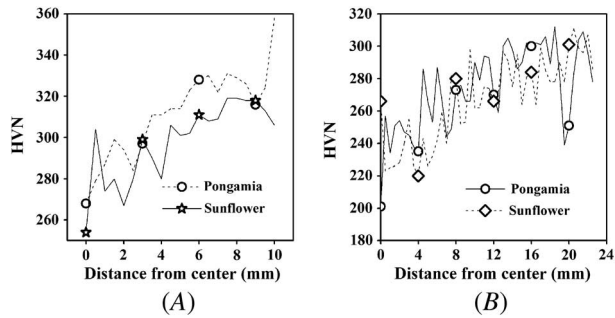 360
340
320
300
280
260
HVN
0 2 4 6 8 10
Distance from center (mm)
Pongamia
Sunflower
(A)
320
300
280
260
240
220
200
180
HVN
0 4 8 12 16 20 24
Distance from center (mm)
Pongamia
Sunflower
(B)